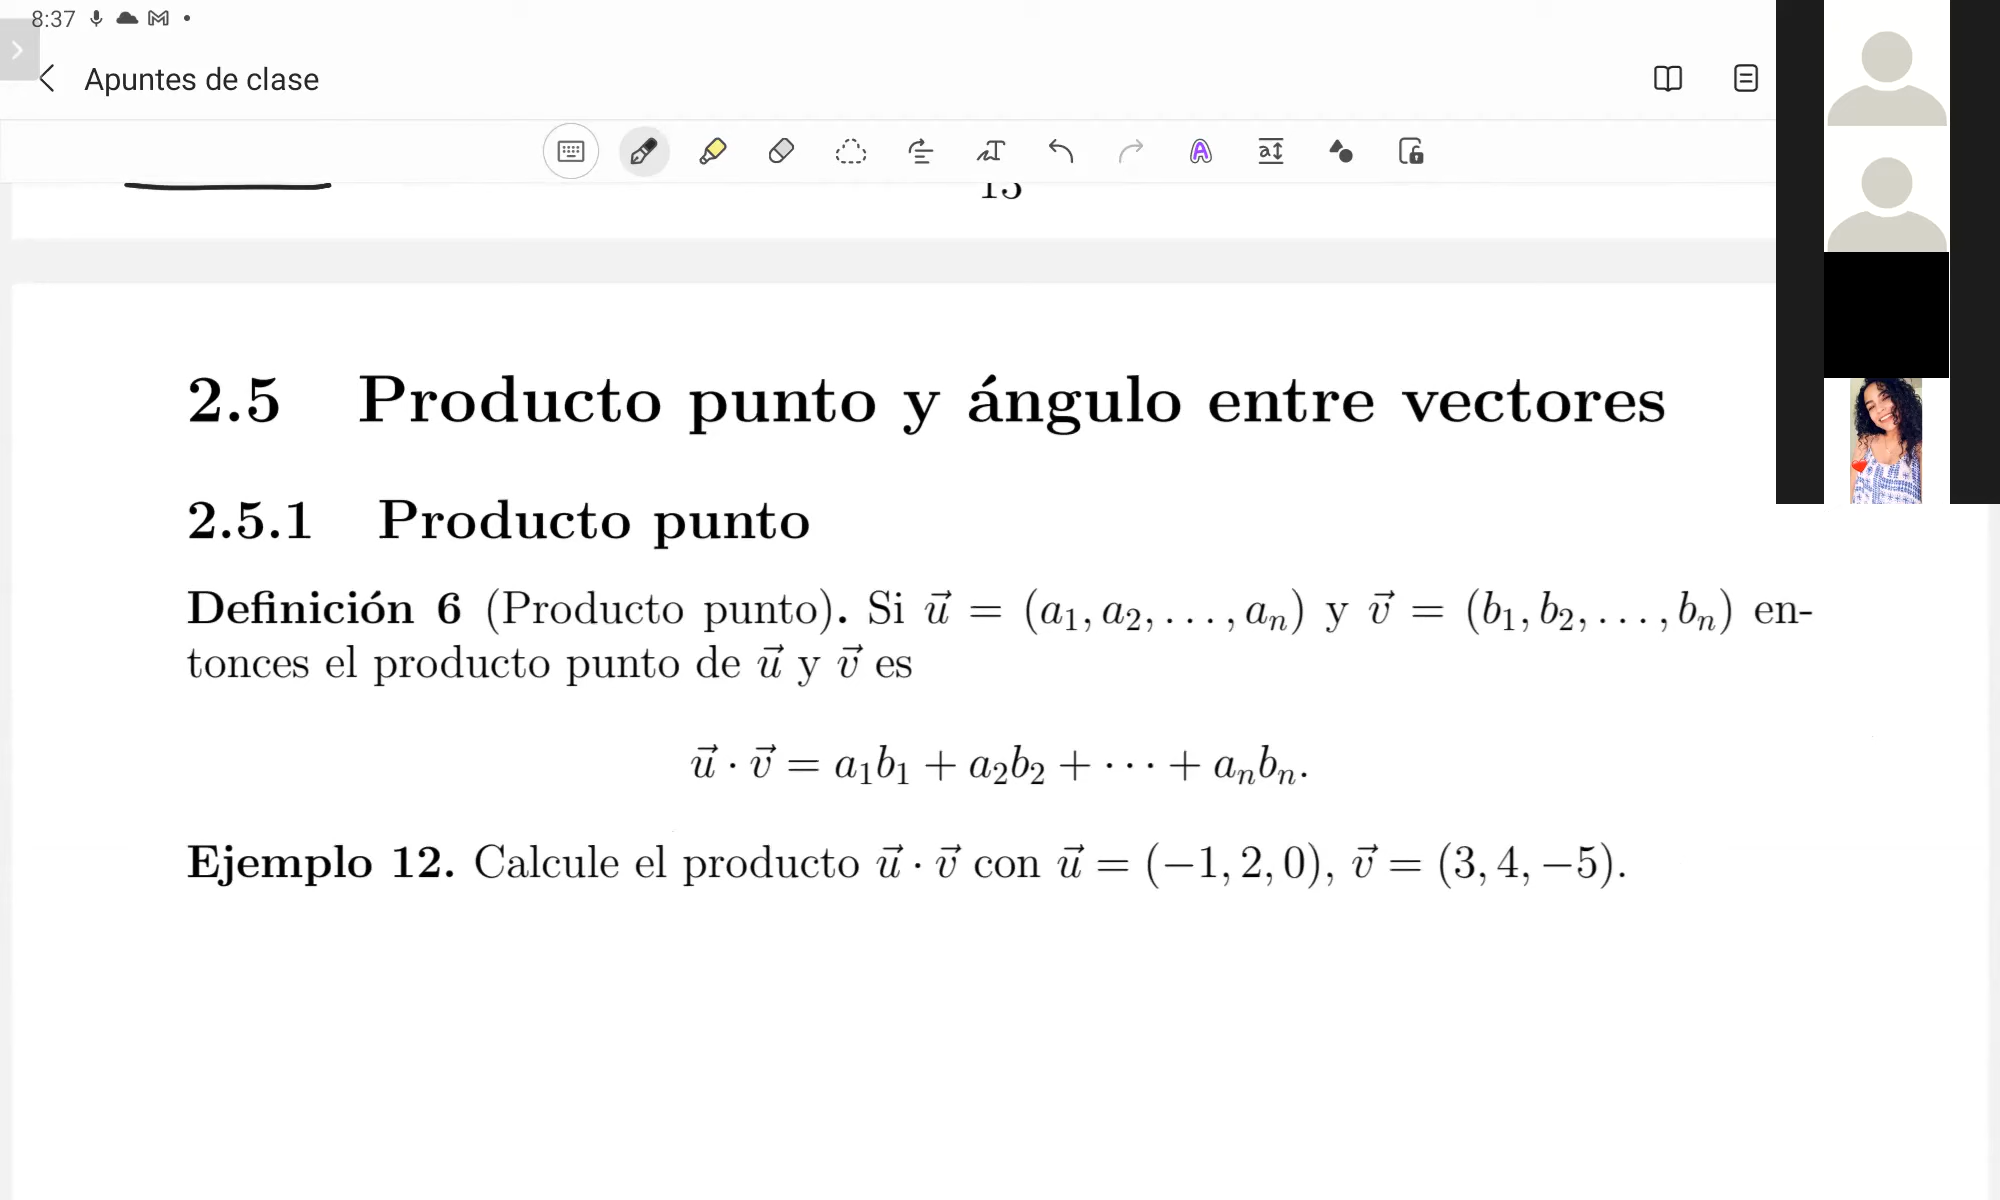 8:37
Apuntes de clase
13
2.5 Producto punto y ángulo entre vectores
2.5.1 Producto punto
Definición 6 (Producto punto). Si u⃗ = (a₁, a₂, . . . , aₙ) y v⃗ = (b₁, b₂, . . . , bₙ) en-
tonces el producto punto de u⃗ y v⃗ es
u⃗ · v⃗ = a₁b₁ + a₂b₂ + · · · + aₙbₙ.
Ejemplo 12. Calcule el producto u⃗ · v⃗ con u⃗ = (−1, 2, 0), v⃗ = (3, 4, −5).